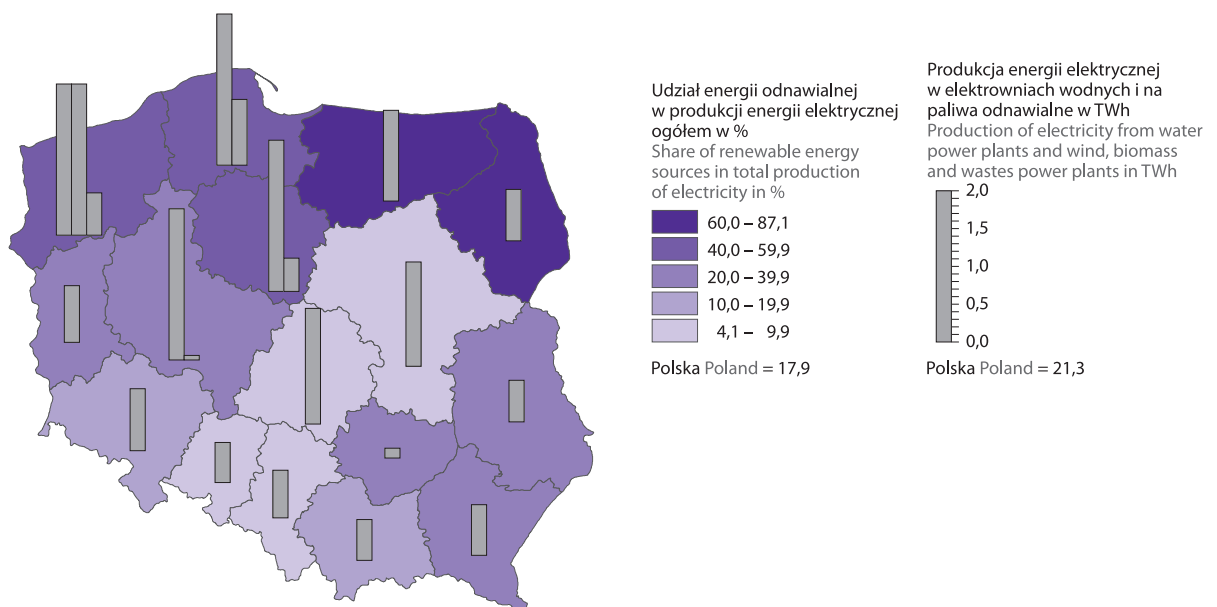 Udział energii odnawialnej
w produkcji energii elektrycznej
ogółem w %
Share of renewable energy
sources in total production
of electricity in %
60,0 – 87,1
40,0 – 59,9
20,0 – 39,9
10,0 – 19,9
4,1 – 9,9
Polska Poland = 17,9
Produkcja energii elektrycznej
w elektrowniach wodnych i na
paliwa odnawialne w TWh
Production of electricity from water
power plants and wind, biomass
and wastes power plants in TWh
2,0
1,5
1,0
0,5
0,0
Polska Poland = 21,3